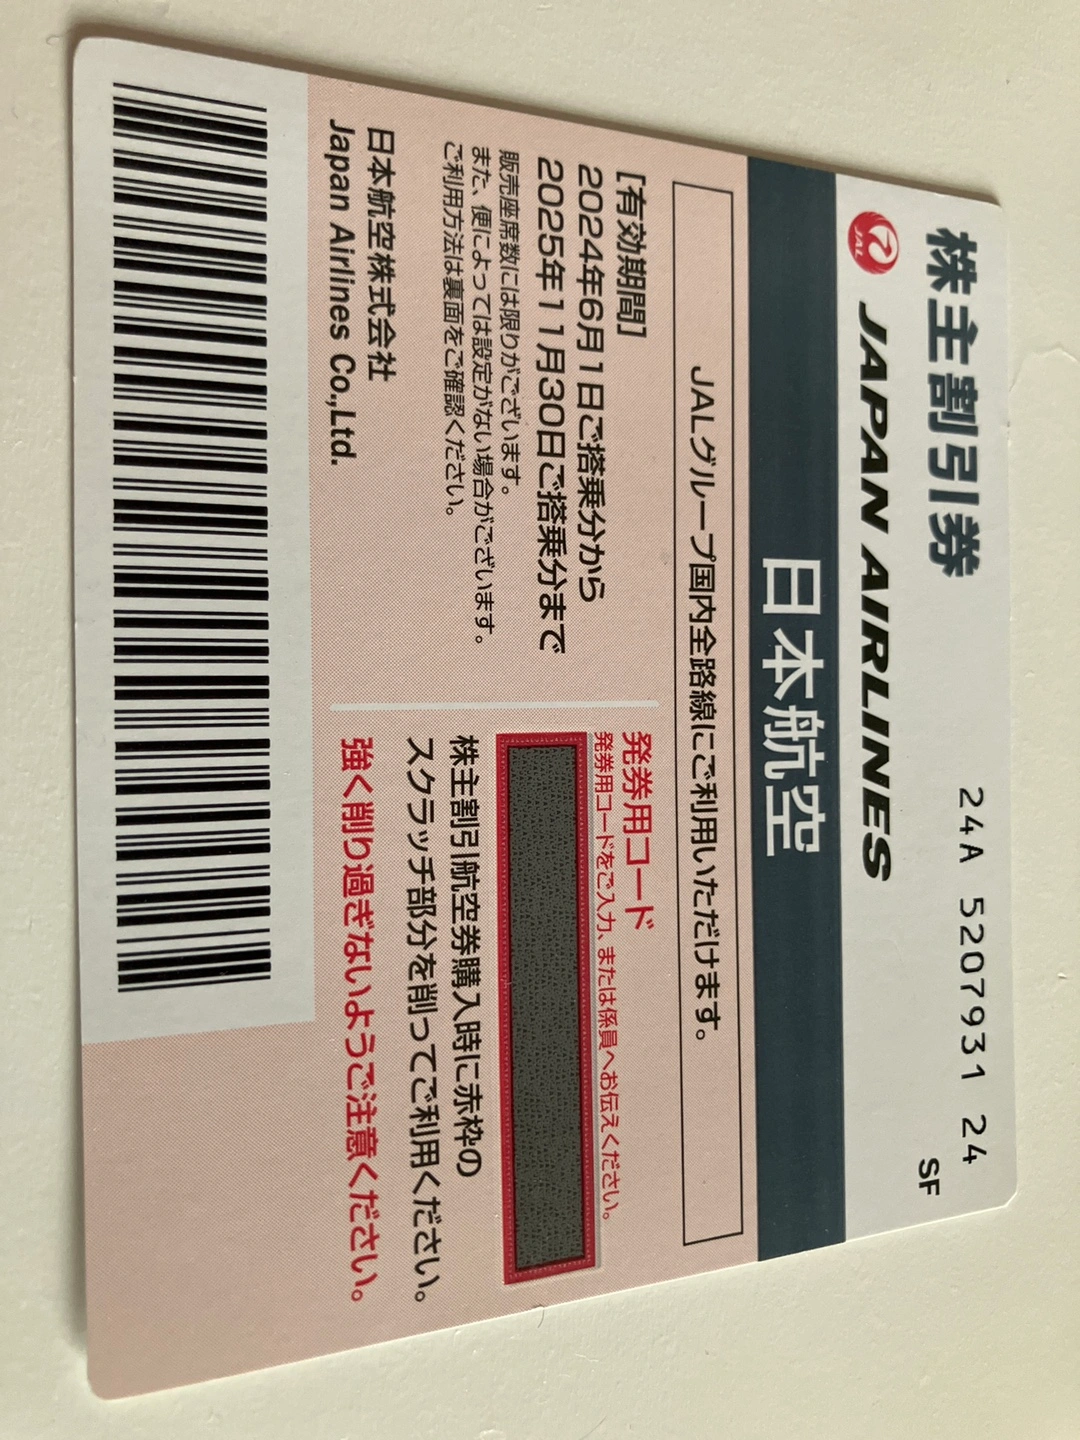 株主割引券
24A 5207931 24
SF
JAL
JAPAN AIRLINES
日本航空
JALグループ国内全路線にご利用いただけます。
[有効期間]
2024年6月1日ご搭乗分から
2025年11月30日ご搭乗分まで
販売座席数には限りがございます。
また、便によっては設定がない場合がございます。
ご利用方法は裏面をご確認ください。
日本航空株式会社
Japan Airlines Co.,Ltd.
発券用コード
発券用コードをご入力、または係員へお伝えください。
株主割引航空券購入時に赤枠の
スクラッチ部分を削ってご利用ください。
強く削り過ぎないようご注意ください。